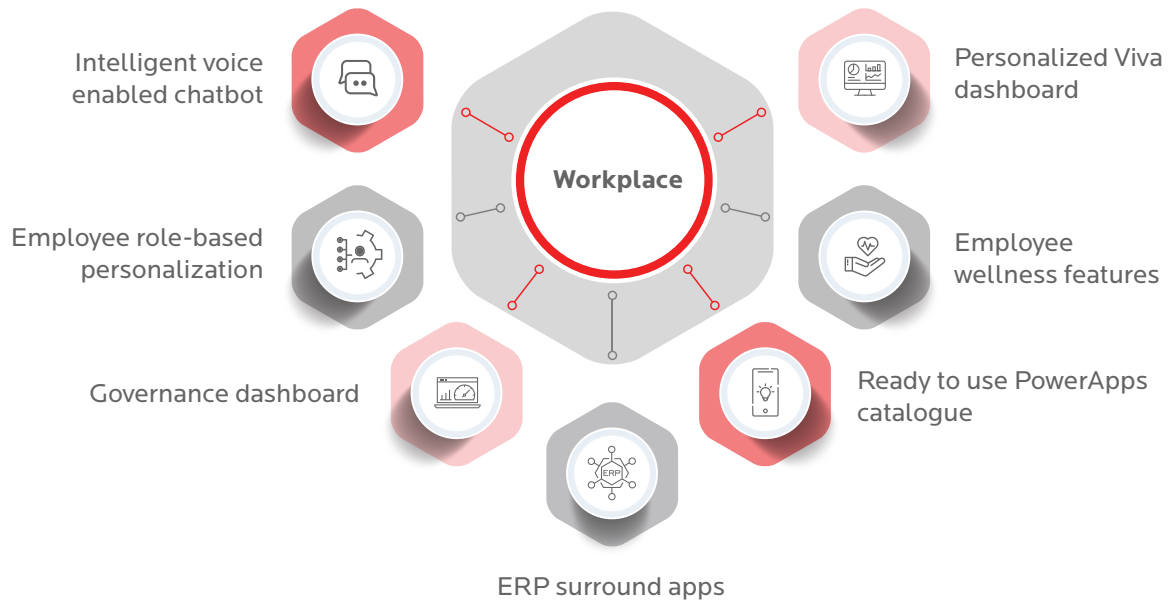 Intelligent voice
enabled chatbot
Personalized Viva
dashboard
Workplace
Employee role-based
personalization
Employee
wellness features
Governance dashboard
Ready to use PowerApps
catalogue
ERP
ERP surround apps